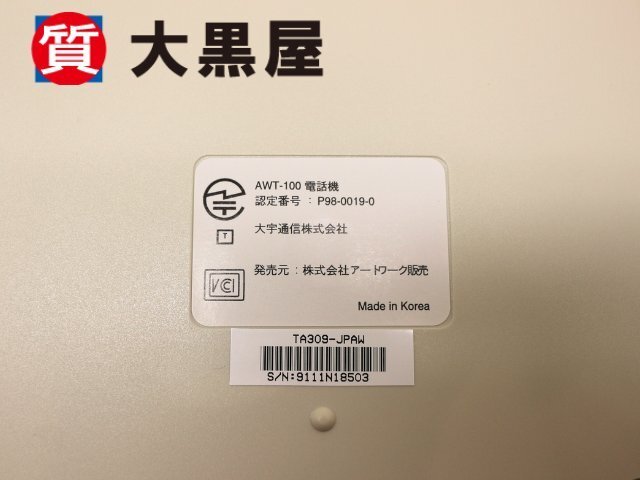 質 大黒屋
AWT-100 電話機
認定番号 : P98-0019-0
T
大宇通信株式会社
VCI
発売元 : 株式会社アートワーク販売
Made in Korea
TA309-JPAW
S/N:9111N18503